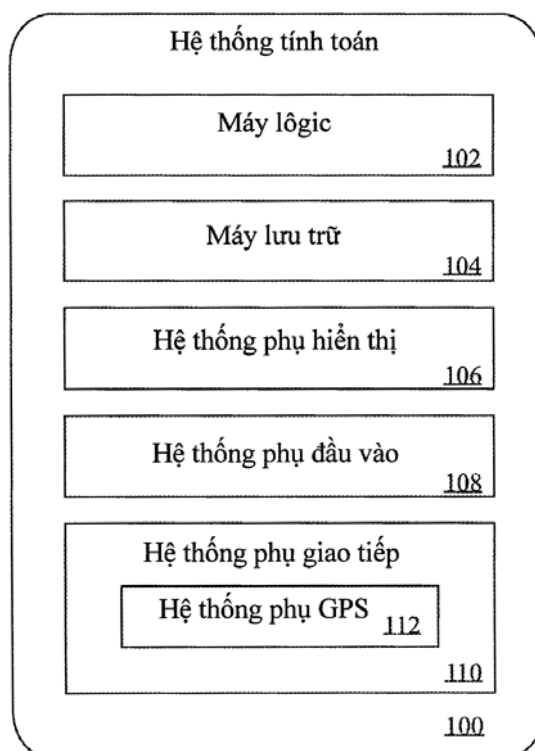 Hệ thống tính toán
Máy lôgic
102
Máy lưu trữ
104
Hệ thống phụ hiển thị
106
Hệ thống phụ đầu vào
108
Hệ thống phụ giao tiếp
Hệ thống phụ GPS 112
110
100